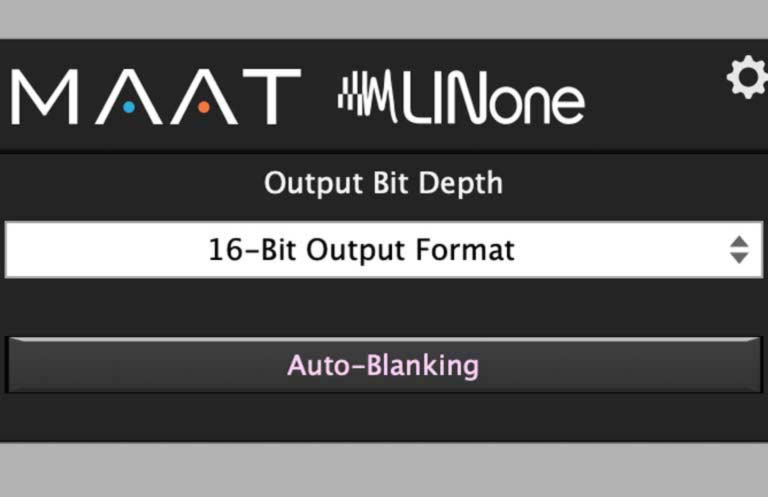 MAAT LINone
Output Bit Depth
16-Bit Output Format
Auto-Blanking